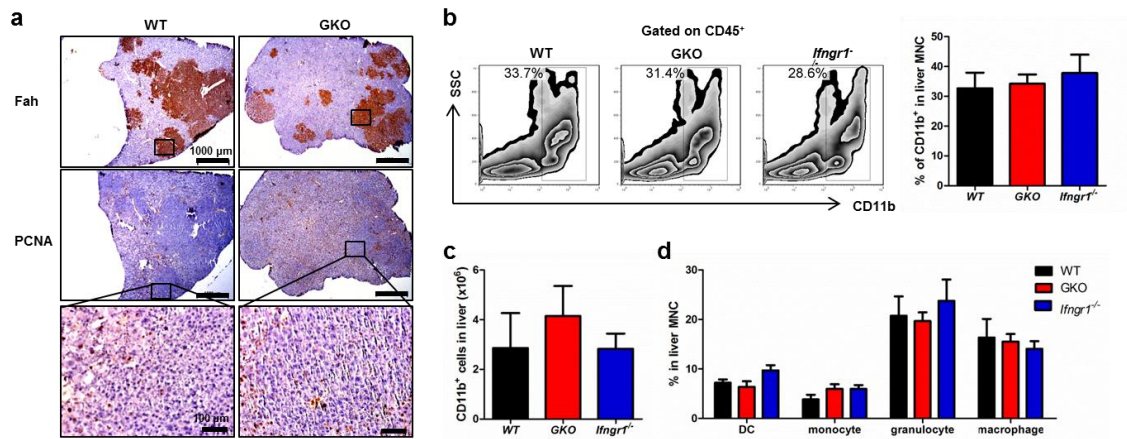 a
WT
GKO
Fah
1000 μm
PCNA
100 μm
b
Gated on CD45⁺
WT
GKO
Ifngr1⁻
/-
33.7%
31.4%
28.6%
SSC
CD11b
% of CD11b⁺ in liver MNC
50
40
30
20
10
0
WT
GKO
Ifngr1⁻/⁻
c
CD11b⁺ cells in liver (x10⁶)
6
4
2
0
WT
GKO
Ifngr1⁻/⁻
d
% in liver MNC
30
20
10
0
DC
monocyte
granulocyte
macrophage
WT
GKO
Ifngr1⁻/⁻